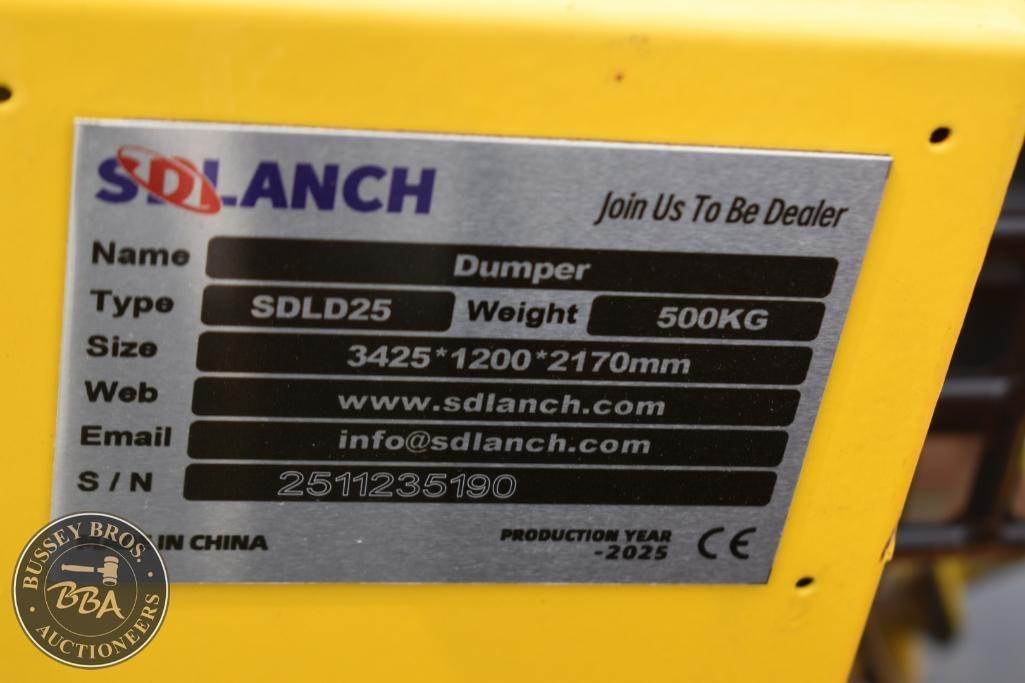 SDLANCH
Join Us To Be Dealer
Name Dumper
Type SDLD25 Weight 500KG
Size 3425*1200*2170mm
Web www.sdlanch.com
Email info@sdlanch.com
S/N 2511235190
IN CHINA
PRODUCTION YEAR
-2025 CE
BUSSEY BROS.
BBA
AUCTIONEERS